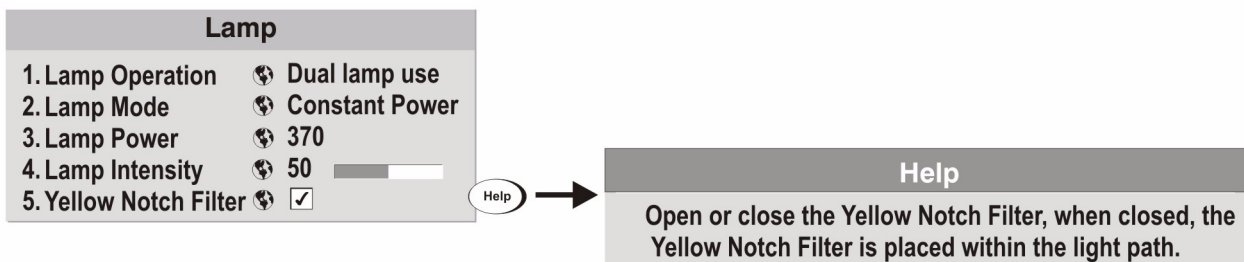 Lamp
1. Lamp Operation Dual lamp use
2. Lamp Mode Constant Power
3. Lamp Power 370
4. Lamp Intensity 50
5. Yellow Notch Filter
Help
Help
Open or close the Yellow Notch Filter, when closed, the
Yellow Notch Filter is placed within the light path.